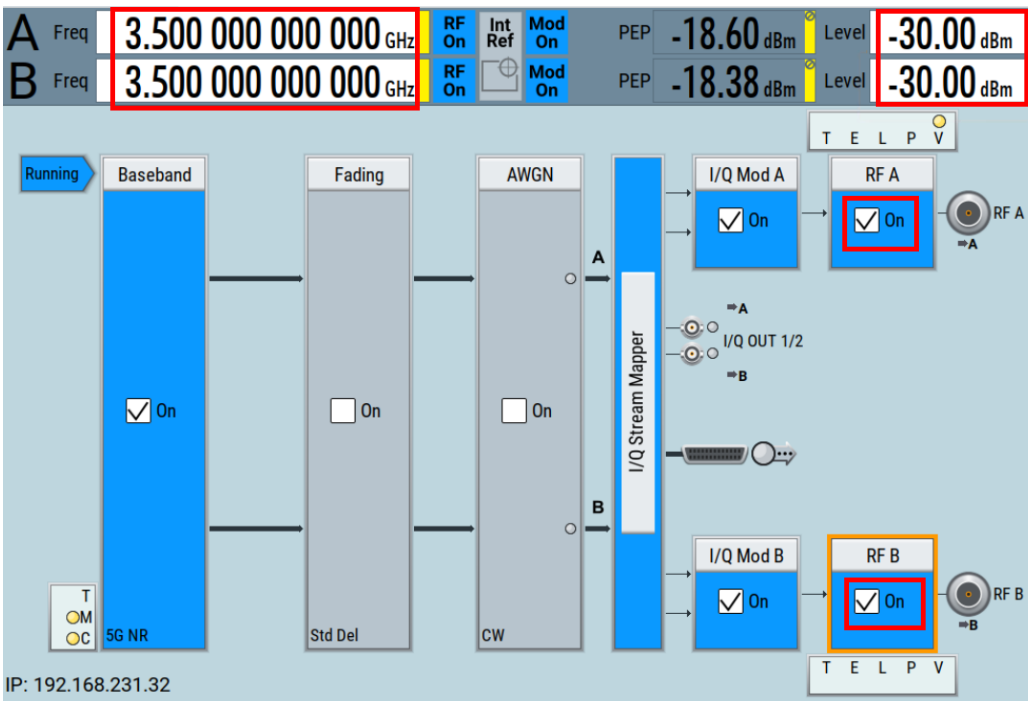 A Freq 3.500 000 000 000 GHz RF On Int Ref Mod On PEP -18.60 dBm Level -30.00 dBm
B Freq 3.500 000 000 000 GHz RF On Mod On PEP -18.38 dBm Level -30.00 dBm
T E L P V
Running Baseband Fading AWGN I/Q Mod A RF A
On On RF A
A
A
A
I/Q OUT 1/2
B
I/Q Stream Mapper
On On On
B
I/Q Mod B RF B
On On RF B
B
T
M
C
5G NR Std Del CW
T E L P V
IP: 192.168.231.32